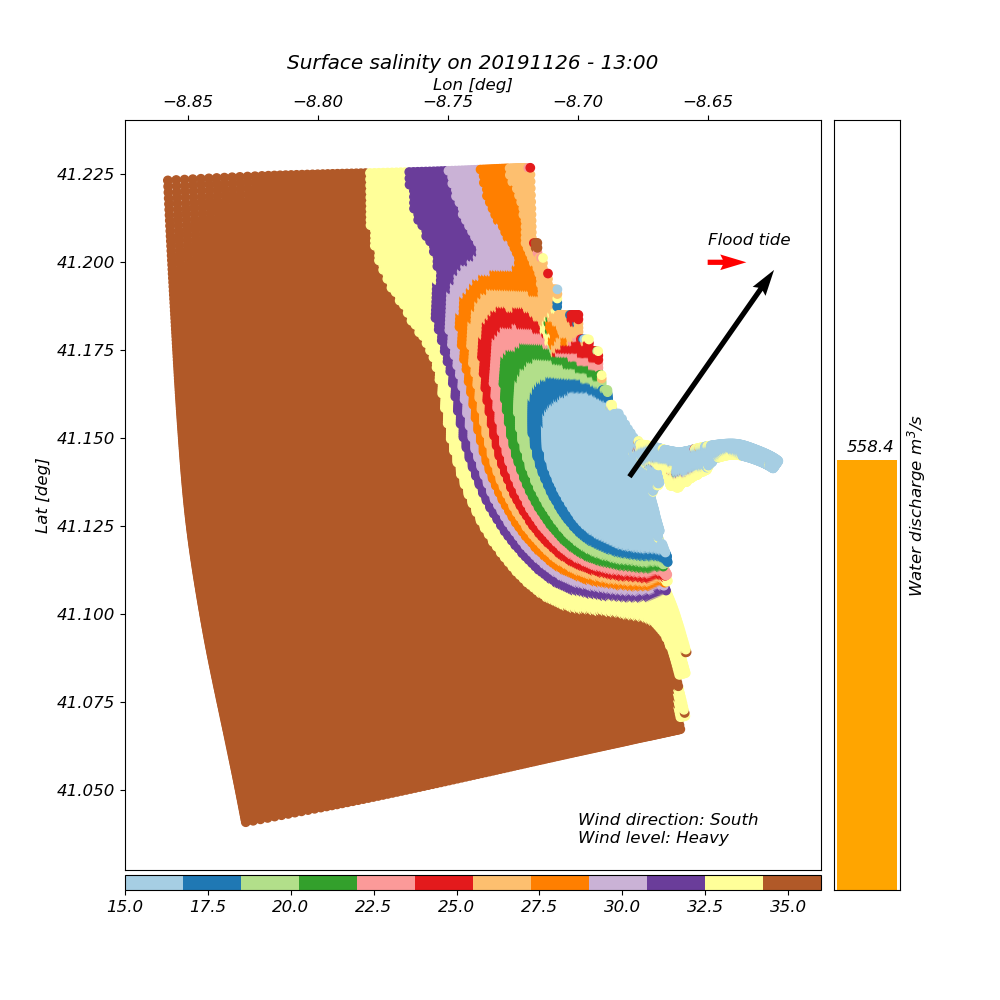 Surface salinity on 20191126 - 13:00
Lon [deg]
−8.85 −8.80 −8.75 −8.70 −8.65
41.225
41.200
41.175
41.150
41.125
41.100
41.075
41.050
Lat [deg]
Flood tide
558.4
Water discharge m³/s
Wind direction: South
Wind level: Heavy
15.0 17.5 20.0 22.5 25.0 27.5 30.0 32.5 35.0